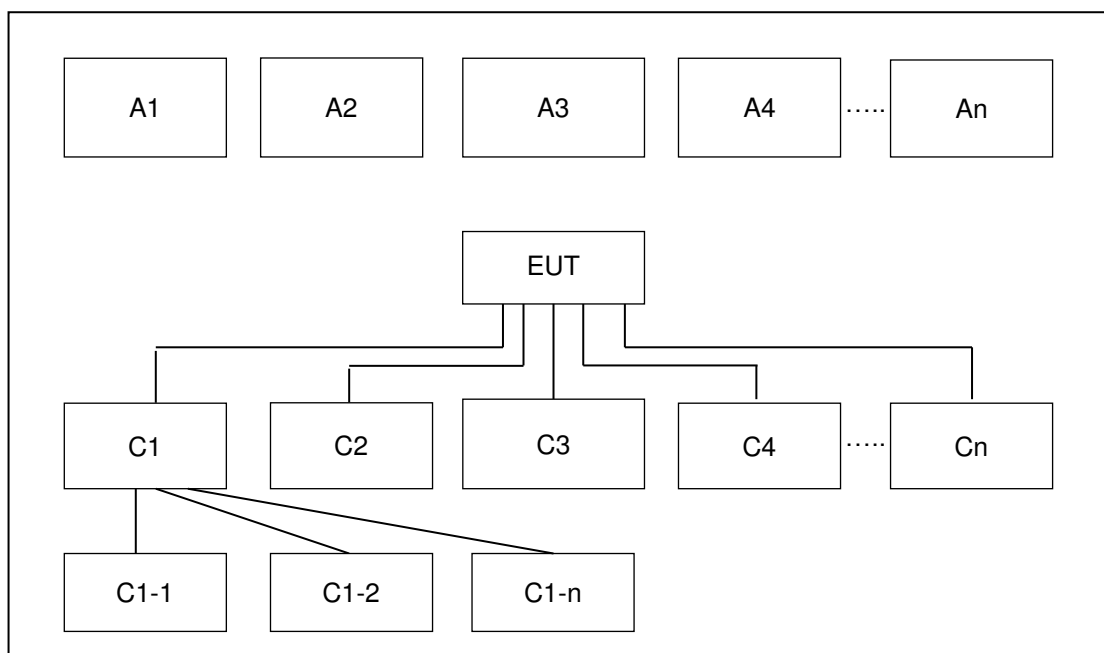 A1 A2 A3 A4 ..... An
EUT
C1 C2 C3 C4 ..... Cn
C1-1 C1-2 C1-n